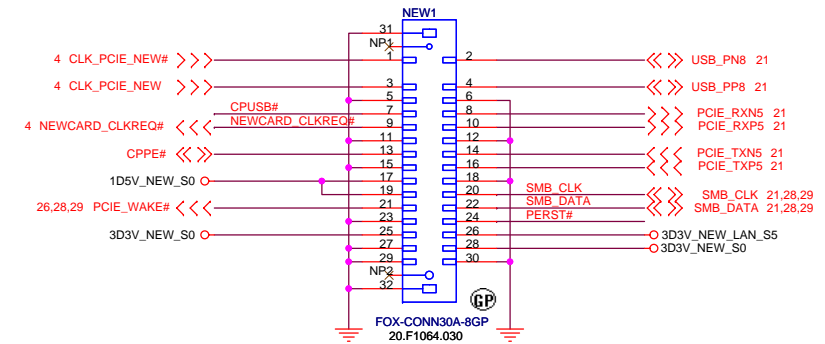 NEW1
31
NP1
4 CLK_PCIE_NEW# 1 2 USB_PN8 21
4 CLK_PCIE_NEW 3 4 USB_PP8 21
5 6
CPUSB# 7 8 PCIE_RXN5 21
4 NEWCARD_CLKREQ# NEWCARD_CLKREQ# 9 10 PCIE_RXP5 21
11 12
CPPE# 13 14 PCIE_TXN5 21
15 16 PCIE_TXP5 21
1D5V_NEW_S0 17 18
19 20 SMB_CLK SMB_CLK 21,28,29
26,28,29 PCIE_WAKE# 21 22 SMB_DATA SMB_DATA 21,28,29
23 24 PERST#
3D3V_NEW_S0 25 26 3D3V_NEW_LAN_S5
27 28 3D3V_NEW_S0
29 30
NP2
32
GP
FOX-CONN30A-8GP
20.F1064.030